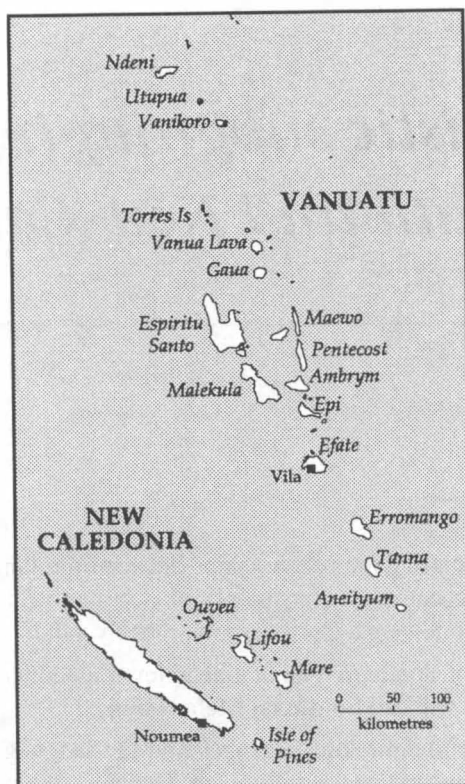 Ndeni
Utupua
Vanikoro
VANUATU
Torres Is
Vanua Lava
Gaua
Espiritu
Santo
Maewo
Pentecost
Ambrym
Malekula
Epi
Efate
Vila
Erromango
NEW
CALEDONIA
Tanna
Aneityum
Ouvea
Lifou
Mare
0 50 100
kilometres
Noumea
Isle of
Pines